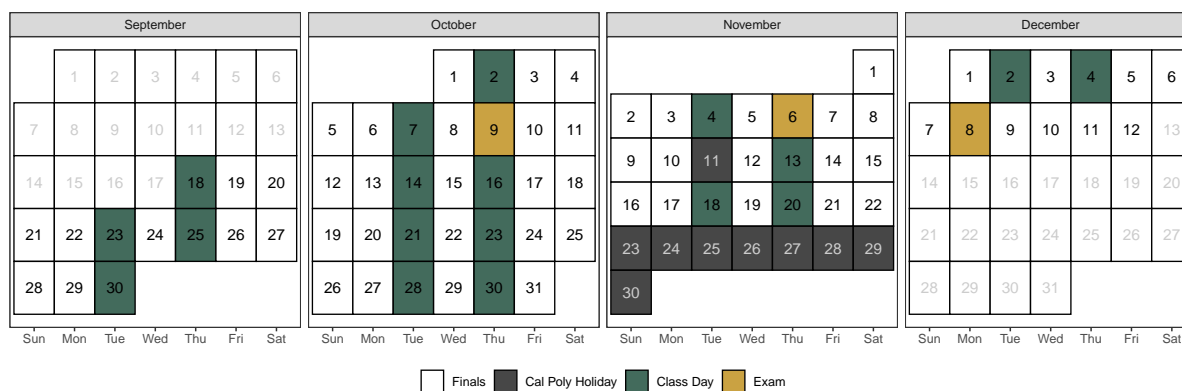 September October November December
1 2 3 4 5 6
7 8 9 10 11 12 13
14 15 16 17 18 19 20
21 22 23 24 25 26 27
28 29 30
1 2 3 4
5 6 7 8 9 10 11
12 13 14 15 16 17 18
19 20 21 22 23 24 25
26 27 28 29 30 31
1
2 3 4 5 6 7 8
9 10 11 12 13 14 15
16 17 18 19 20 21 22
23 24 25 26 27 28 29
30
1 2 3 4 5 6
7 8 9 10 11 12 13
14 15 16 17 18 19 20
21 22 23 24 25 26 27
28 29 30 31
Sun Mon Tue Wed Thu Fri Sat Sun Mon Tue Wed Thu Fri Sat Sun Mon Tue Wed Thu Fri Sat Sun Mon Tue Wed Thu Fri Sat
Finals Cal Poly Holiday Class Day Exam